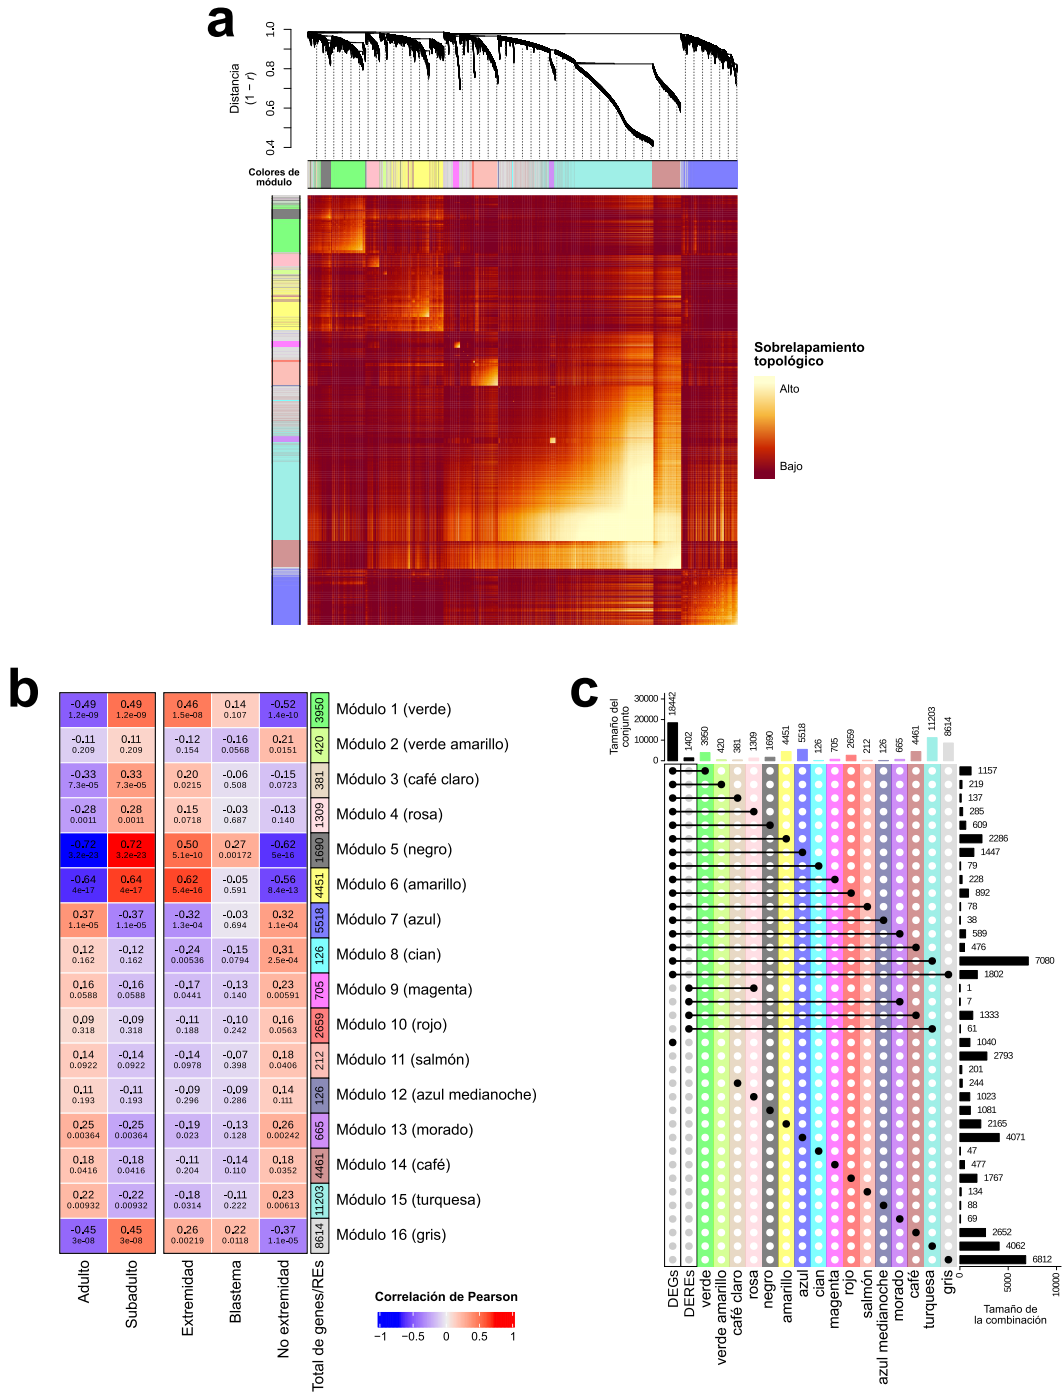 a
Distancia
(1 − r)
1.0
0.8
0.6
0.4
Colores de
módulo
Sobrelapamiento
topológico
Alto
Bajo
b
-0.49 0.49 0.46 0.14 -0.52 3950 Módulo 1 (verde)
1.2e-09 1.2e-09 1.5e-08 0.107 1.4e-10
-0.11 0.11 -0.12 -0.16 0.21 420 Módulo 2 (verde amarillo)
0.209 0.209 0.154 0.0568 0.0151
-0.33 0.33 0.20 -0.06 -0.15 381 Módulo 3 (café claro)
7.3e-05 7.3e-05 0.0215 0.508 0.0723
-0.28 0.28 0.15 -0.03 -0.13 1309 Módulo 4 (rosa)
0.0011 0.0011 0.0718 0.687 0.140
-0.72 0.72 0.50 0.27 -0.62 1690 Módulo 5 (negro)
3.2e-23 3.2e-23 5.1e-10 0.00172 5e-16
-0.64 0.64 0.62 -0.05 -0.56 4451 Módulo 6 (amarillo)
4e-17 4e-17 5.4e-16 0.591 8.4e-13
0.37 -0.37 -0.32 -0.03 0.32 5518 Módulo 7 (azul)
1.1e-05 1.1e-05 1.3e-04 0.694 1.1e-04
0.12 -0.12 -0.24 -0.15 0.31 126 Módulo 8 (cian)
0.162 0.162 0.00536 0.0794 2.5e-04
0.16 -0.16 -0.17 -0.13 0.23 705 Módulo 9 (magenta)
0.0588 0.0588 0.0441 0.140 0.00591
0.09 -0.09 -0.11 -0.10 0.16 2659 Módulo 10 (rojo)
0.318 0.318 0.188 0.242 0.0563
0.14 -0.14 -0.14 -0.07 0.18 212 Módulo 11 (salmón)
0.0922 0.0922 0.0978 0.398 0.0406
0.11 -0.11 -0.09 -0.09 0.14 126 Módulo 12 (azul medianoche)
0.193 0.193 0.296 0.286 0.111
0.25 -0.25 -0.19 -0.13 0.26 665 Módulo 13 (morado)
0.00364 0.00364 0.023 0.128 0.00242
0.18 -0.18 -0.11 -0.14 0.18 4461 Módulo 14 (café)
0.0416 0.0416 0.204 0.110 0.0352
0.22 -0.22 -0.18 -0.11 0.23 11203 Módulo 15 (turquesa)
0.00932 0.00932 0.0314 0.222 0.00613
-0.45 0.45 0.26 0.22 -0.37 8614 Módulo 16 (gris)
3e-08 3e-08 0.00219 0.0118 1.1e-05
Adulto
Subadulto
Extremidad
Blastema
No extremidad
Total de genes/REs
Correlación de Pearson
−1 −0.5 0 0.5 1
c
Tamaño del
conjunto
30000
20000
10000
0
18442 1402 3950 420 381 1309 1690 4451 5518 126 705 2659 212 126 665 4461 11203 8614
1157
219
137
285
609
2286
1447
79
228
892
78
38
589
476
7080
1802
1
7
1333
61
1040
2793
201
244
1023
1081
2165
4071
47
477
1767
134
88
69
2652
4062
6812
DEGs
DEREs
verde
verde amarillo
café claro
rosa
negro
amarillo
azul
cian
magenta
rojo
salmón
azul medianoche
morado
café
turquesa
gris
0
5000
10000
Tamaño de
la combinación